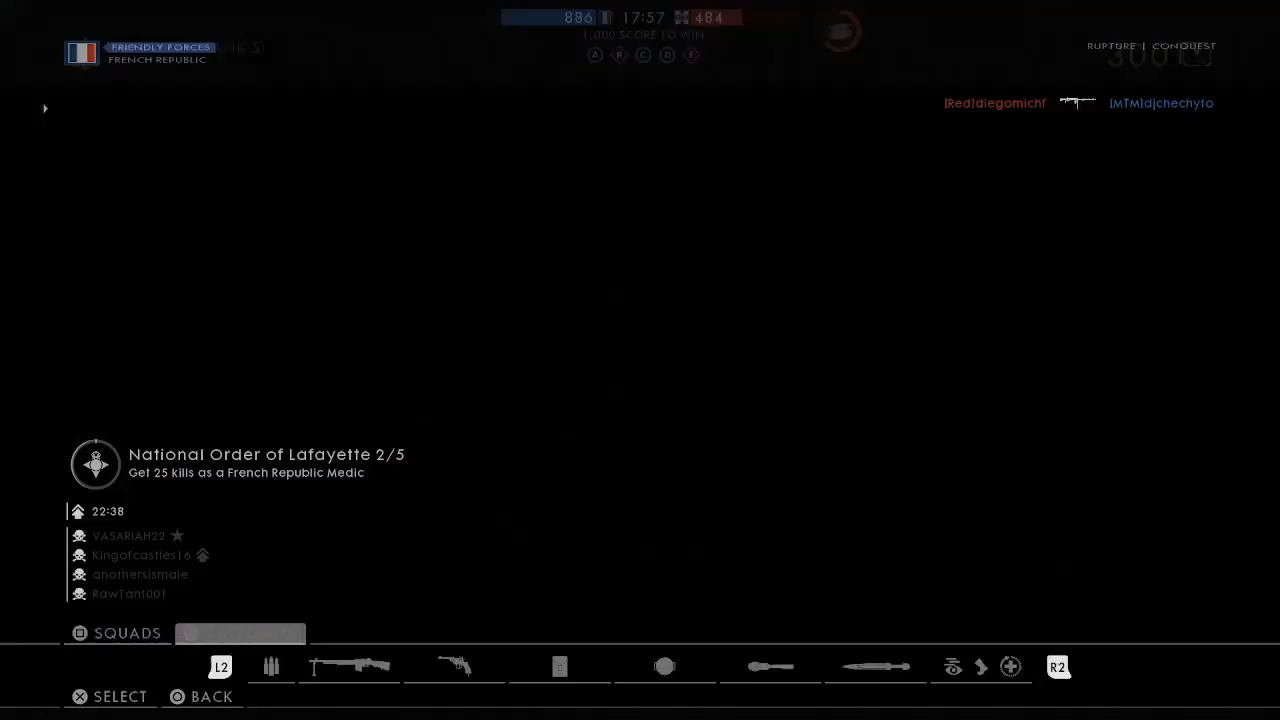 886 17:57 484
1,000 SCORE TO WIN
A B C D E
FRIENDLY FORCES
FRENCH REPUBLIC
RUPTURE | CONQUEST
300
[Red]diegomichf [MTM]djchechyto
National Order of Lafayette 2/5
Get 25 kills as a French Republic Medic
22:38
VASARIAH22
Kingofcastles16
anothersismale
RawTant001
SQUADS
L2 R2
SELECT BACK